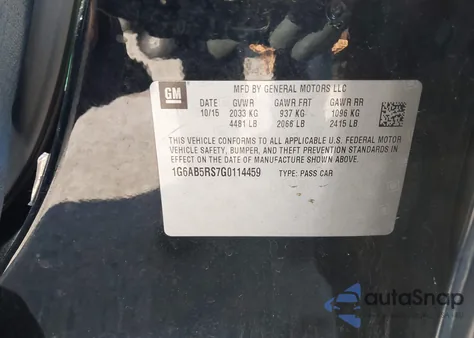 GM
MFD BY GENERAL MOTORS LLC
DATE GVWR GAWR FRT GAWR RR
10/15 2033 KG 937 KG 1096 KG
4481 LB 2066 LB 2415 LB
THIS VEHICLE CONFORMS TO ALL APPLICABLE U.S. FEDERAL MOTOR
VEHICLE SAFETY, BUMPER, AND THEFT PREVENTION STANDARDS IN
EFFECT ON THE DATE OF MANUFACTURE SHOWN ABOVE.
1G6AB5RS7G0114459 TYPE: PASS CAR
autoSnap